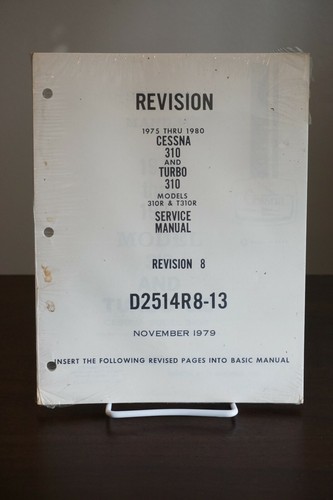 REVISION
1975 THRU 1980
CESSNA
310
AND
TURBO
310
MODELS
310R & T310R
SERVICE
MANUAL
REVISION 8
D2514R8-13
NOVEMBER 1979
INSERT THE FOLLOWING REVISED PAGES INTO BASIC MANUAL